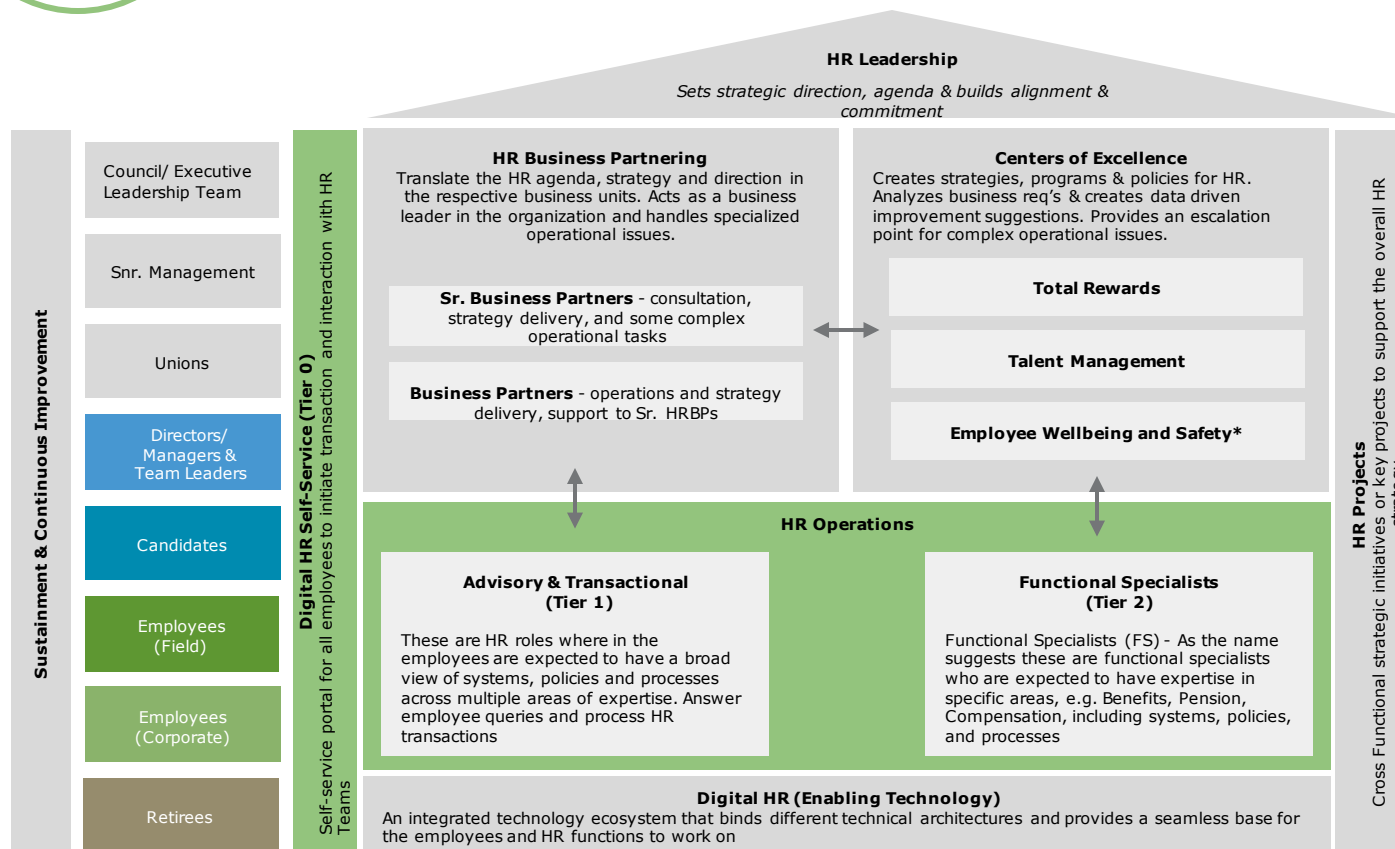 HR Leadership
Sets strategic direction, agenda & builds alignment &
commitment
Sustainment & Continuous Improvement
Council/ Executive
Leadership Team
Snr. Management
Unions
Directors/
Managers &
Team Leaders
Candidates
Employees
(Field)
Employees
(Corporate)
Retirees
Digital HR Self-Service (Tier 0)
Self-service portal for all employees to initiate transaction and interaction with HR
Teams
HR Business Partnering
Translate the HR agenda, strategy and direction in
the respective business units. Acts as a business
leader in the organization and handles specialized
operational issues.
Sr. Business Partners - consultation,
strategy delivery, and some complex
operational tasks
Business Partners - operations and strategy
delivery, support to Sr. HRBPs
Centers of Excellence
Creates strategies, programs & policies for HR.
Analyzes business req's & creates data driven
improvement suggestions. Provides an escalation
point for complex operational issues.
Total Rewards
Talent Management
Employee Wellbeing and Safety*
HR Operations
Advisory & Transactional
(Tier 1)
These are HR roles where in the
employees are expected to have a broad
view of systems, policies and processes
across multiple areas of expertise. Answer
employee queries and process HR
transactions
Functional Specialists
(Tier 2)
Functional Specialists (FS) - As the name
suggests these are functional specialists
who are expected to have expertise in
specific areas, e.g. Benefits, Pension,
Compensation, including systems, policies,
and processes
Digital HR (Enabling Technology)
An integrated technology ecosystem that binds different technical architectures and provides a seamless base for
the employees and HR functions to work on
HR Projects
Cross Functional strategic initiatives or key projects to support the overall HR